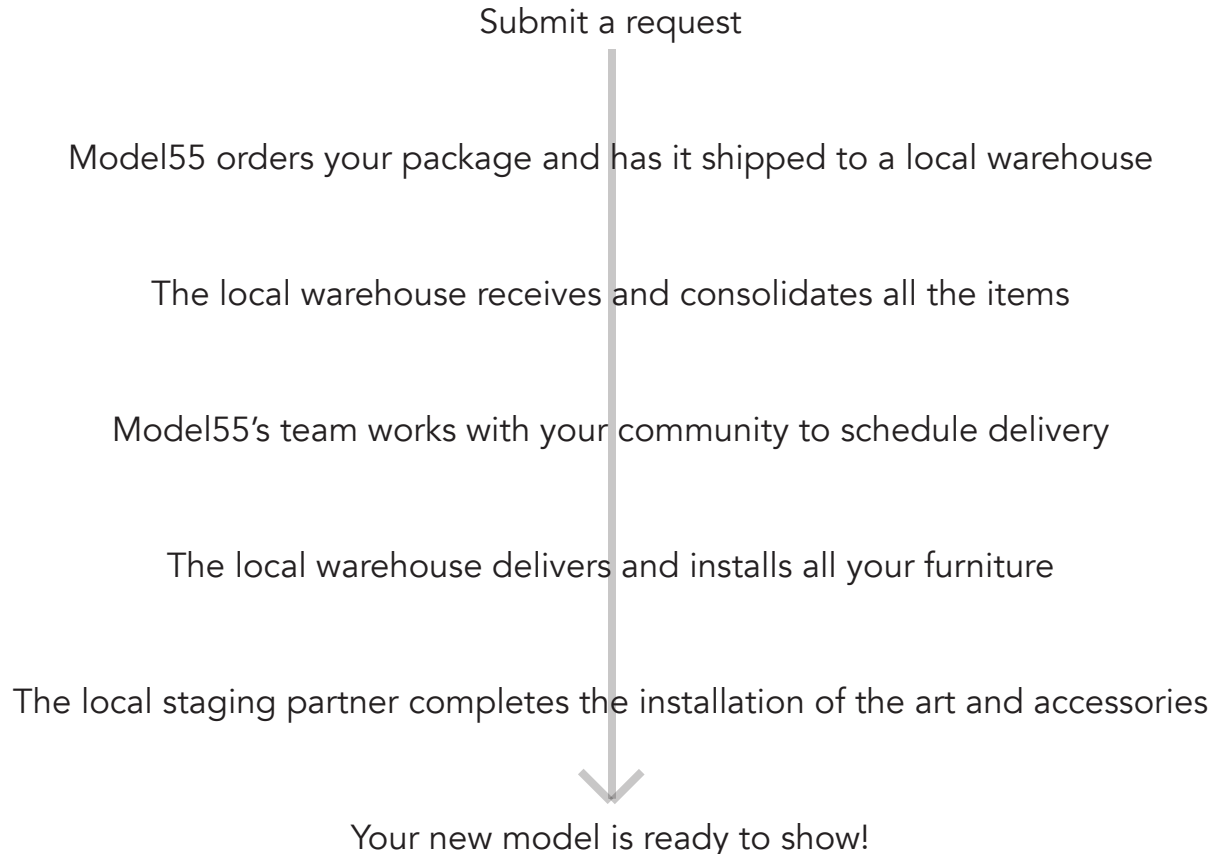 Submit a request
Model55 orders your package and has it shipped to a local warehouse
The local warehouse receives and consolidates all the items
Model55’s team works with your community to schedule delivery
The local warehouse delivers and installs all your furniture
The local staging partner completes the installation of the art and accessories
Your new model is ready to show!